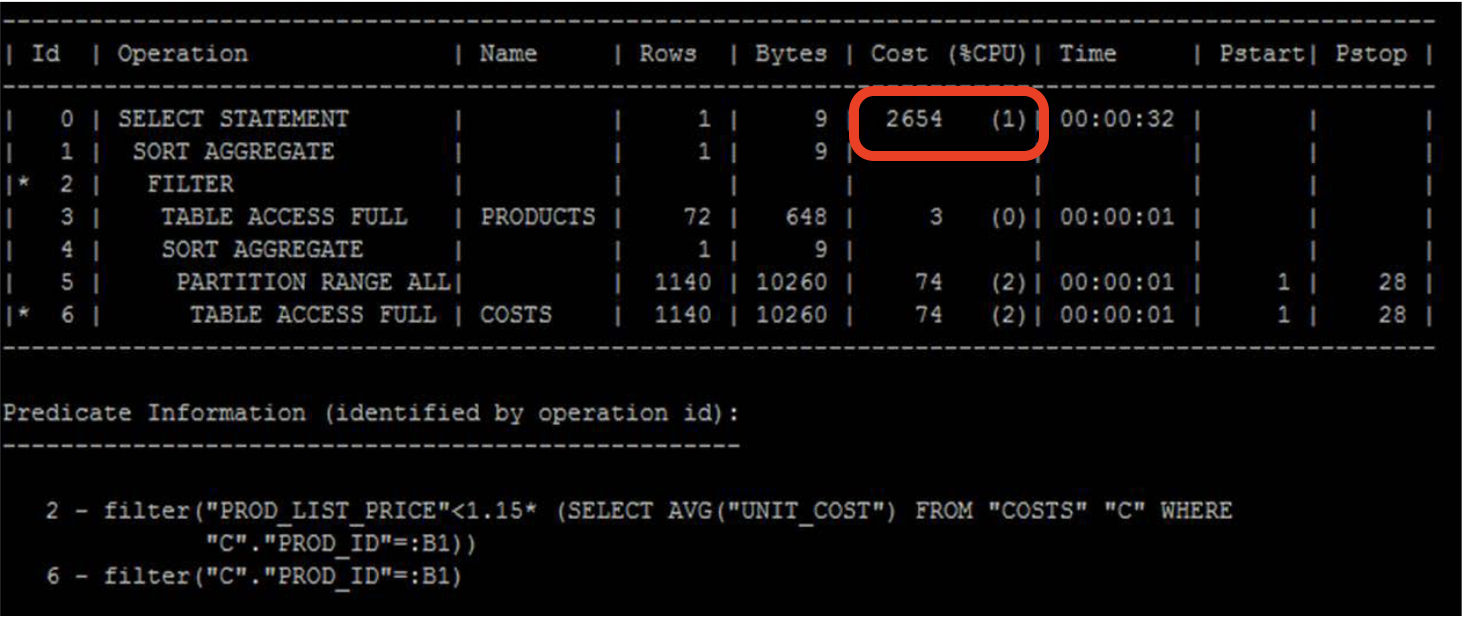 | Id | Operation | Name | Rows | Bytes | Cost (%CPU)| Time | Pstart| Pstop |
| 0 | SELECT STATEMENT | | 1 | 9 | 2654 (1)| 00:00:32 | | |
| 1 | SORT AGGREGATE | | 1 | 9 | | | | |
|* 2 | FILTER | | | | | | | |
| 3 | TABLE ACCESS FULL | PRODUCTS | 72 | 648 | 3 (0)| 00:00:01 | | |
| 4 | SORT AGGREGATE | | 1 | 9 | | | | |
| 5 | PARTITION RANGE ALL| | 1140 | 10260 | 74 (2)| 00:00:01 | 1 | 28 |
|* 6 | TABLE ACCESS FULL | COSTS | 1140 | 10260 | 74 (2)| 00:00:01 | 1 | 28 |
Predicate Information (identified by operation id):
2 - filter("PROD_LIST_PRICE"<1.15* (SELECT AVG("UNIT_COST") FROM "COSTS" "C" WHERE
"C"."PROD_ID"=:B1))
6 - filter("C"."PROD_ID"=:B1)